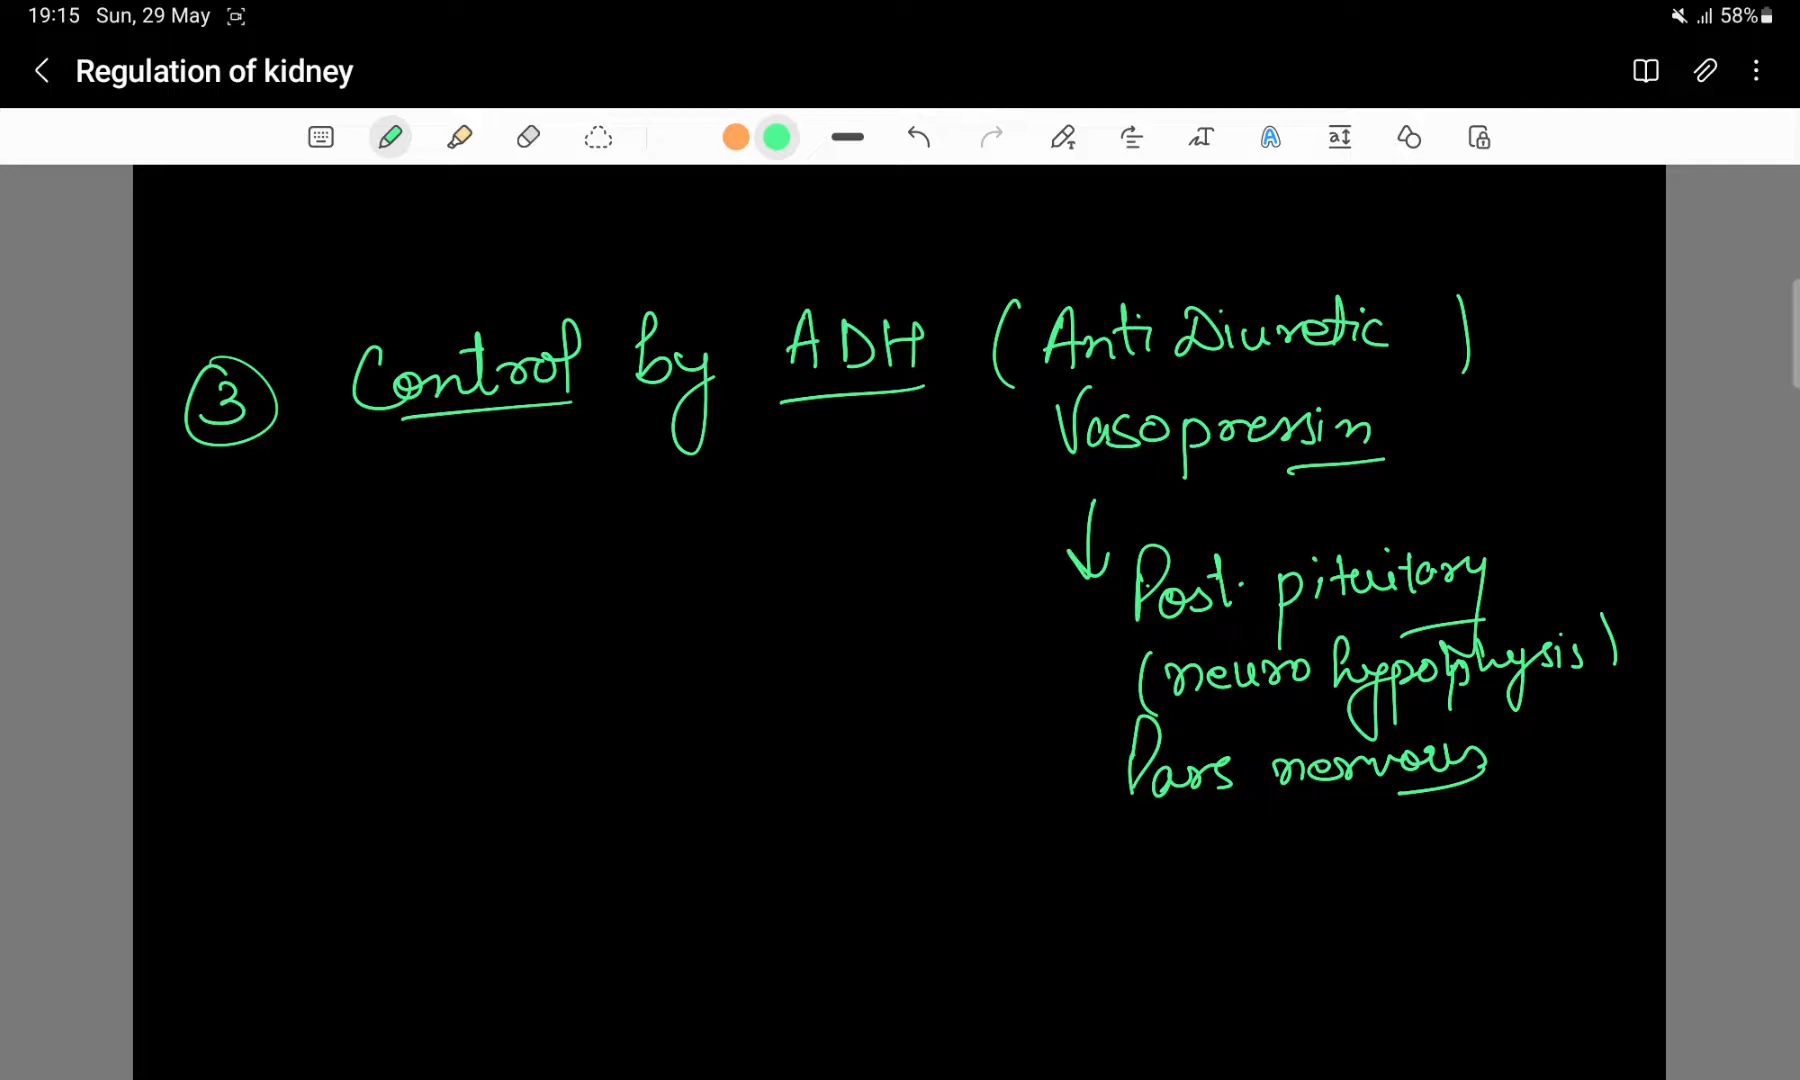 19:15 Sun, 29 May 58%
Regulation of kidney
③ Control by ADH (Anti Diuretic )
Vasopressin
↓ Post. pituitary
(neuro hypophysis)
Pars nervous